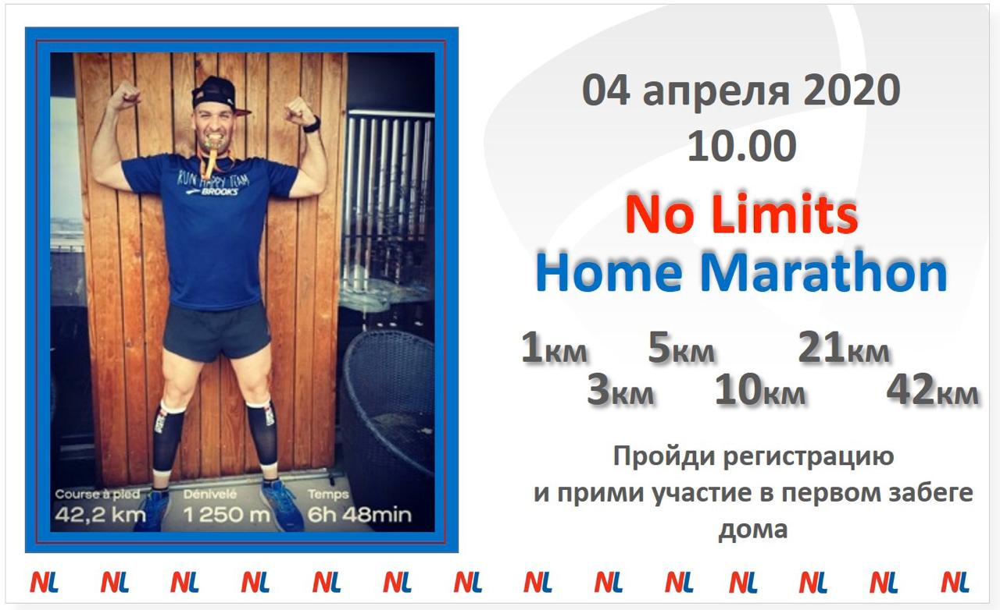 04 апреля 2020
10.00
No Limits
Home Marathon
1км 5км 21км
3км 10км 42км
Пройди регистрацию
и прими участие в первом забеге
дома
RUN HAPPY TEAM
BROOKS
Course à pied Dénivelé Temps
42,2 km 1 250 m 6h 48min
NL NL NL NL NL NL NL NL NL NL NL NL NL NL